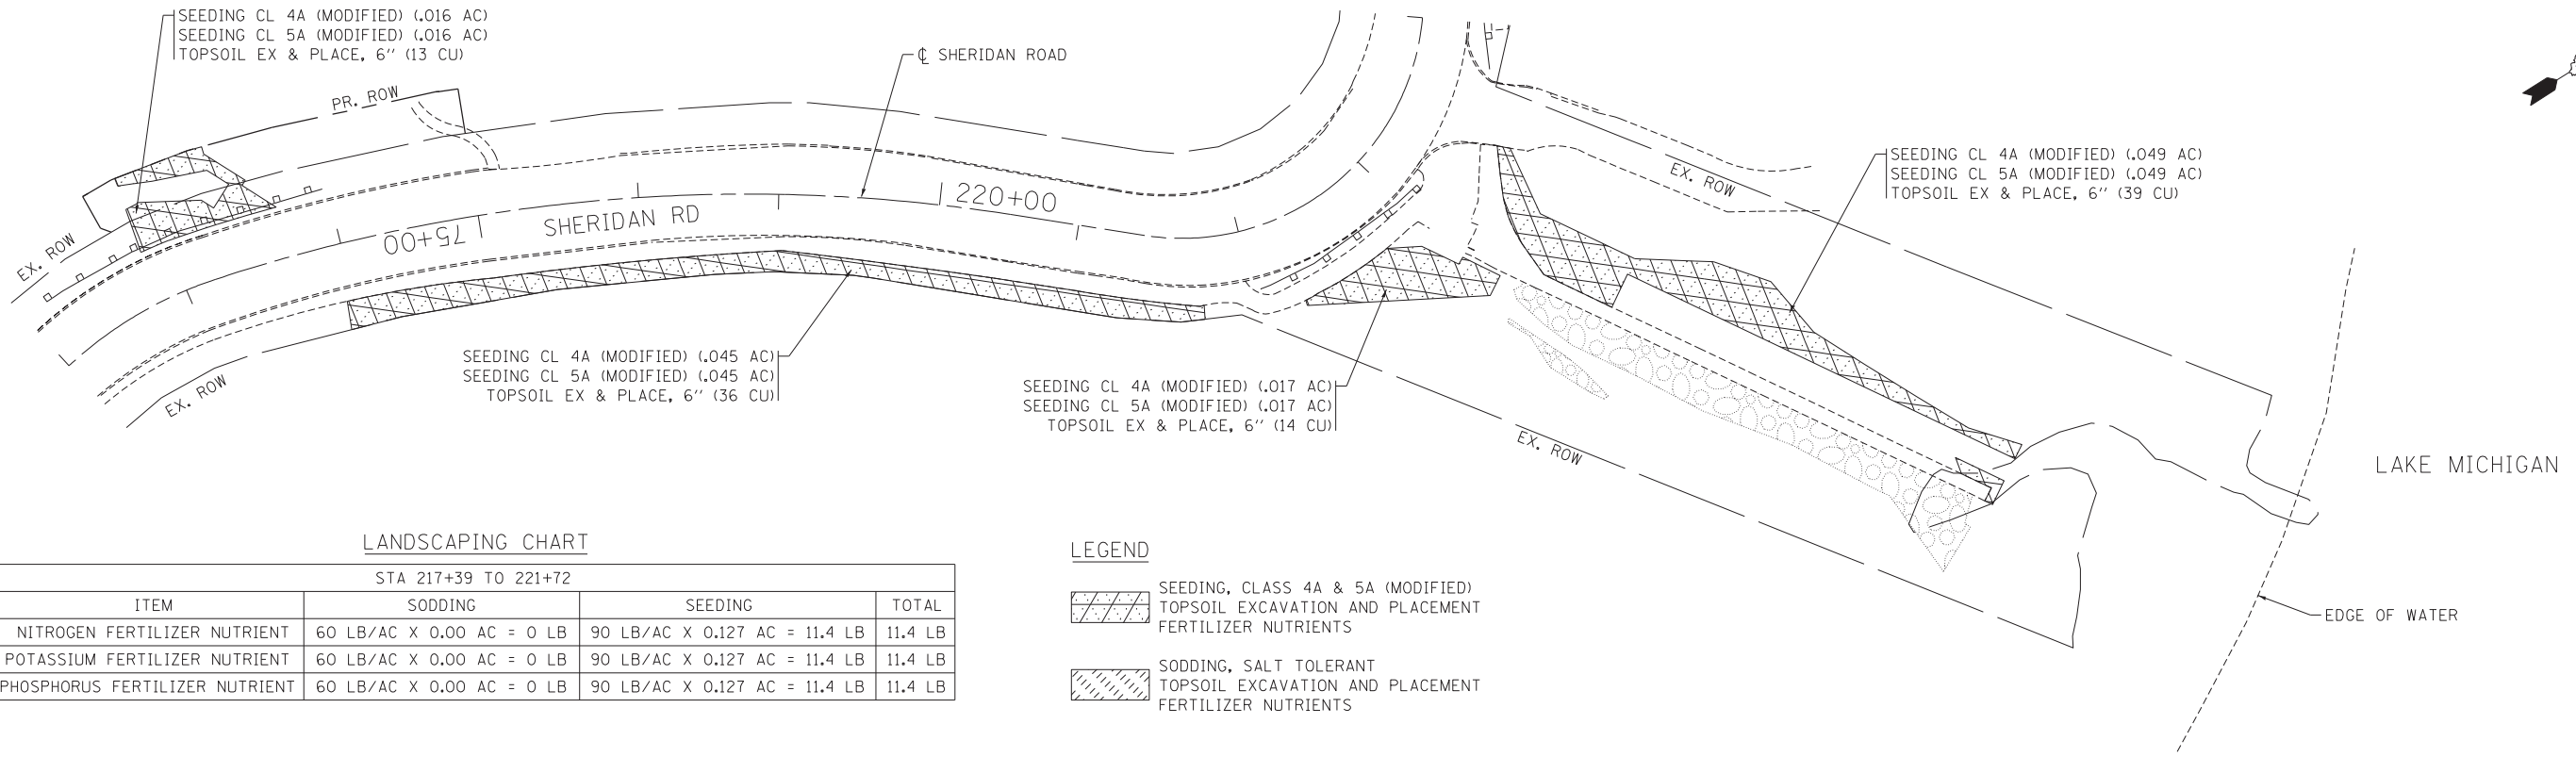 SEEDING CL 4A (MODIFIED) (.016 AC)
SEEDING CL 5A (MODIFIED) (.016 AC)
TOPSOIL EX & PLACE, 6'' (13 CU)
℄ SHERIDAN ROAD
PR. ROW
EX. ROW
SEEDING CL 4A (MODIFIED) (.049 AC)
SEEDING CL 5A (MODIFIED) (.049 AC)
TOPSOIL EX & PLACE, 6'' (39 CU)
220+00
SHERIDAN RD
75+00
EX. ROW
SEEDING CL 4A (MODIFIED) (.045 AC)
SEEDING CL 5A (MODIFIED) (.045 AC)
TOPSOIL EX & PLACE, 6'' (36 CU)
EX. ROW
SEEDING CL 4A (MODIFIED) (.017 AC)
SEEDING CL 5A (MODIFIED) (.017 AC)
TOPSOIL EX & PLACE, 6'' (14 CU)
EX. ROW
LAKE MICHIGAN
EDGE OF WATER
LANDSCAPING CHART
STA 217+39 TO 221+72
ITEM SODDING SEEDING TOTAL
NITROGEN FERTILIZER NUTRIENT 60 LB/AC X 0.00 AC = 0 LB 90 LB/AC X 0.127 AC = 11.4 LB 11.4 LB
POTASSIUM FERTILIZER NUTRIENT 60 LB/AC X 0.00 AC = 0 LB 90 LB/AC X 0.127 AC = 11.4 LB 11.4 LB
PHOSPHORUS FERTILIZER NUTRIENT 60 LB/AC X 0.00 AC = 0 LB 90 LB/AC X 0.127 AC = 11.4 LB 11.4 LB
LEGEND
SEEDING, CLASS 4A & 5A (MODIFIED)
TOPSOIL EXCAVATION AND PLACEMENT
FERTILIZER NUTRIENTS
SODDING, SALT TOLERANT
TOPSOIL EXCAVATION AND PLACEMENT
FERTILIZER NUTRIENTS